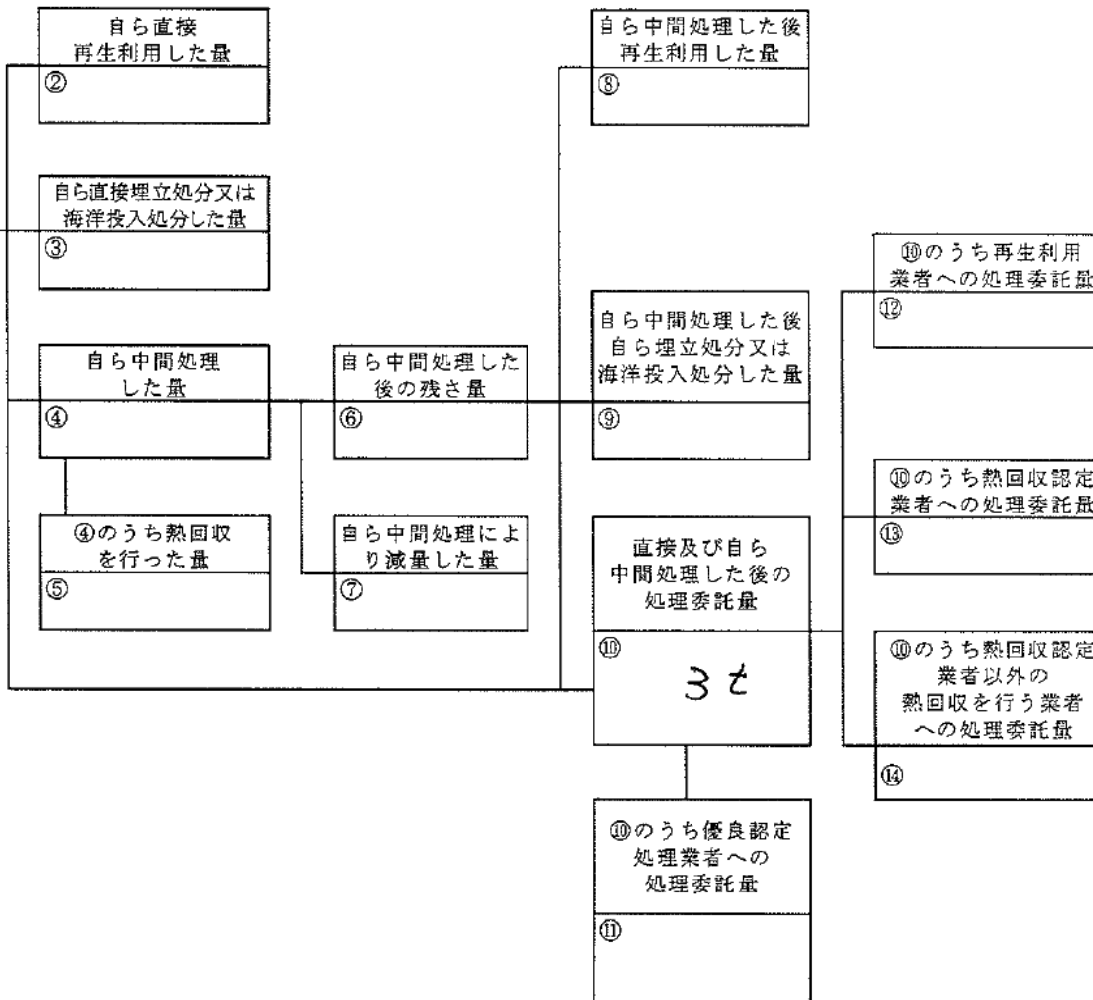 自ら直接
再生利用した量
②
自ら直接埋立処分又は
海洋投入処分した量
③
自ら中間処理
した量
④
④のうち熱回収
を行った量
⑤
自ら中間処理した
後の残さ量
⑥
自ら中間処理によ
り減量した量
⑦
自ら中間処理した後
再生利用した量
⑧
自ら中間処理した後
自ら埋立処分又は
海洋投入処分した量
⑨
直接及び自ら
中間処理した後の
処理委託量
⑩
3 t
⑩のうち優良認定
処理業者への
処理委託量
⑪
⑩のうち再生利用
業者への処理委託量
⑫
⑩のうち熱回収認定
業者への処理委託量
⑬
⑩のうち熱回収認定
業者以外の
熱回収を行う業者
への処理委託量
⑭